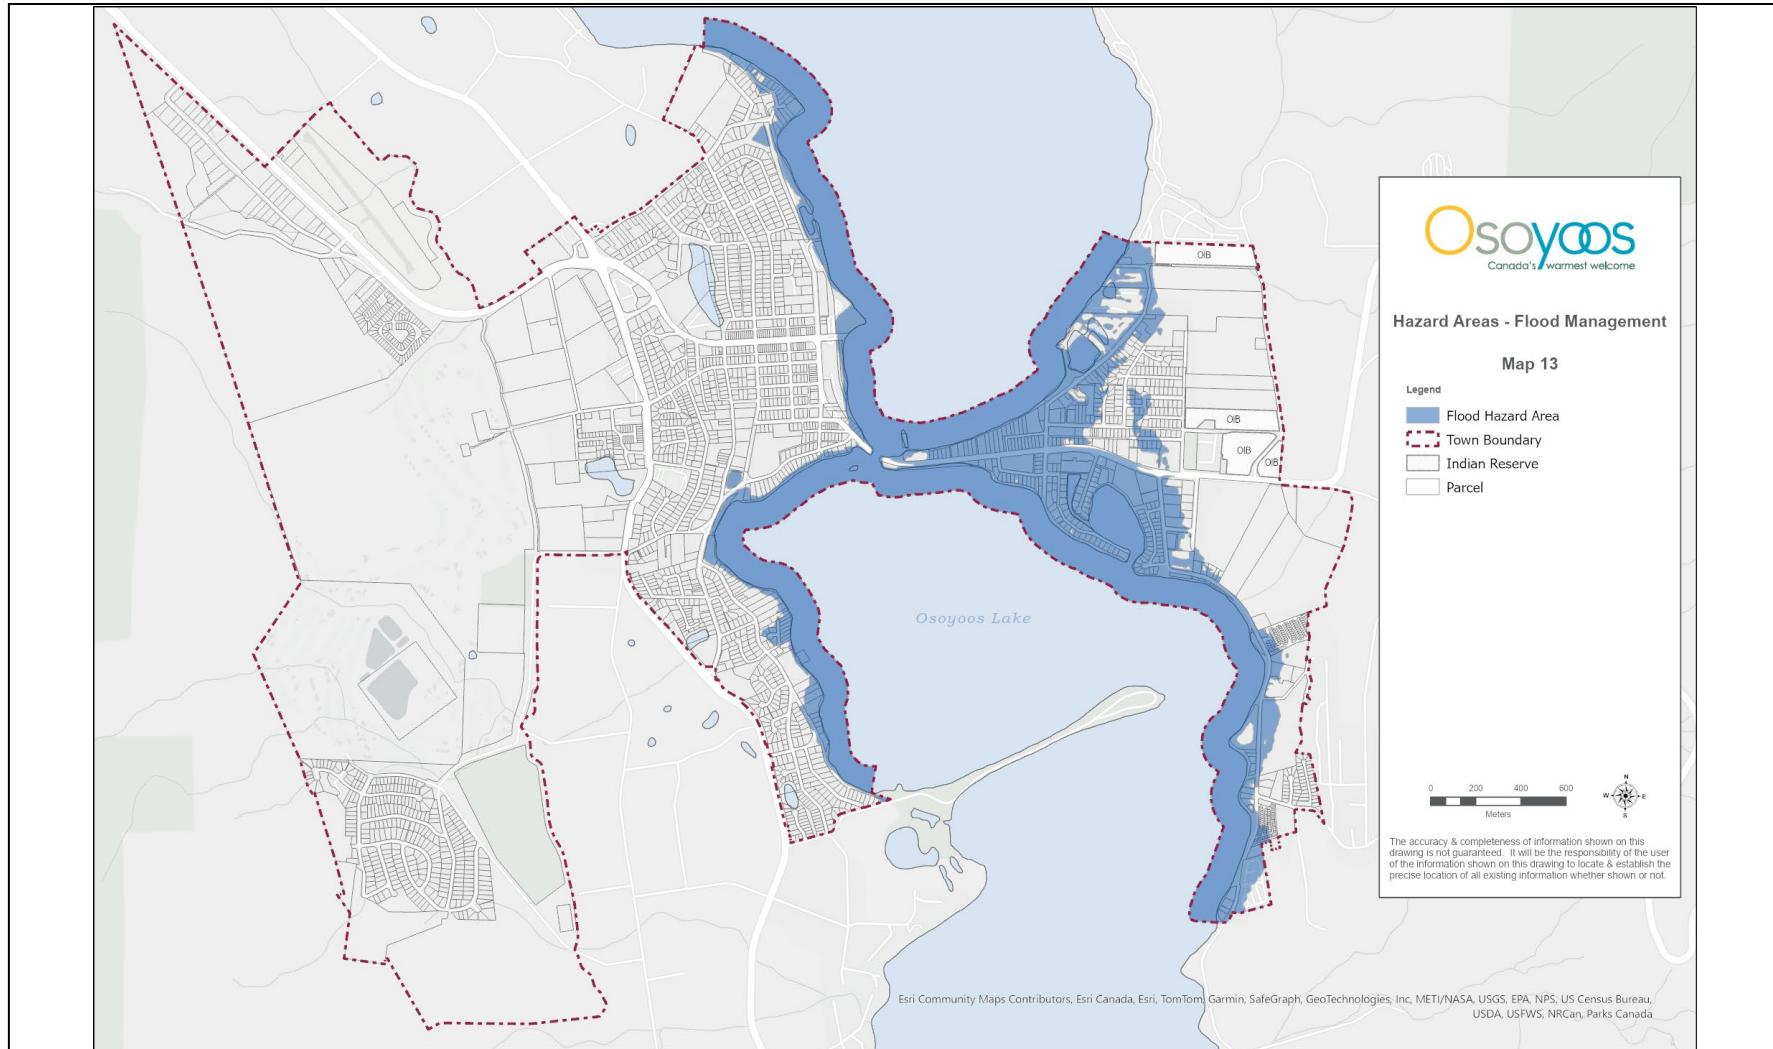 OIB
OIB
OIB
OIB
Osoyoos Lake
Osoyoos
Canada's warmest welcome
Hazard Areas - Flood Management
Map 13
Legend
Flood Hazard Area
Town Boundary
Indian Reserve
Parcel
0 200 400 600
Meters
N
W E
S
The accuracy & completeness of information shown on this
drawing is not guaranteed. It will be the responsibility of the user
of the information shown on this drawing to locate & establish the
precise location of all existing information whether shown or not.
Esri Community Maps Contributors, Esri Canada, Esri, TomTom, Garmin, SafeGraph, GeoTechnologies, Inc, METI/NASA, USGS, EPA, NPS, US Census Bureau,
USDA, USFWS, NRCan, Parks Canada